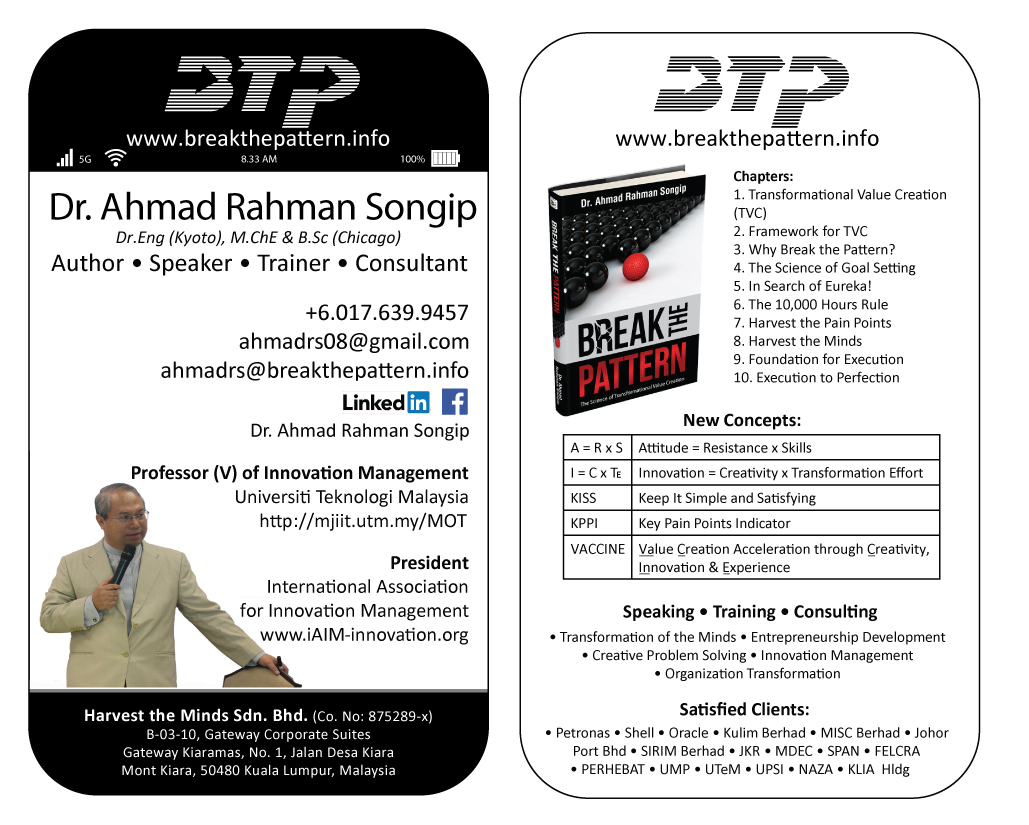 BTP
www.breakthepattern.info
5G
8.33 AM
100%
Dr. Ahmad Rahman Songip
Dr.Eng (Kyoto), M.ChE & B.Sc (Chicago)
Author • Speaker • Trainer • Consultant
+6.017.639.9457
ahmadrs08@gmail.com
ahmadrs@breakthepattern.info
Linked in f
Dr. Ahmad Rahman Songip
Professor (V) of Innovation Management
Universiti Teknologi Malaysia
http://mjiit.utm.my/MOT
President
International Association
for Innovation Management
www.iAIM-innovation.org
Harvest the Minds Sdn. Bhd. (Co. No: 875289-x)
B-03-10, Gateway Corporate Suites
Gateway Kiaramas, No. 1, Jalan Desa Kiara
Mont Kiara, 50480 Kuala Lumpur, Malaysia
BTP
www.breakthepattern.info
Dr. Ahmad Rahman Songip
BREAK THE PATTERN
BREAK THE
PATTERN
The Science of Transformational Value Creation
Chapters:
1. Transformational Value Creation
(TVC)
2. Framework for TVC
3. Why Break the Pattern?
4. The Science of Goal Setting
5. In Search of Eureka!
6. The 10,000 Hours Rule
7. Harvest the Pain Points
8. Harvest the Minds
9. Foundation for Execution
10. Execution to Perfection
New Concepts:
A = R x S Attitude = Resistance x Skills
I = C x TE Innovation = Creativity x Transformation Effort
KISS Keep It Simple and Satisfying
KPPI Key Pain Points Indicator
VACCINE Value Creation Acceleration through Creativity,
Innovation & Experience
Speaking • Training • Consulting
• Transformation of the Minds • Entrepreneurship Development
• Creative Problem Solving • Innovation Management
• Organization Transformation
Satisfied Clients:
• Petronas • Shell • Oracle • Kulim Berhad • MISC Berhad • Johor
Port Bhd • SIRIM Berhad • JKR • MDEC • SPAN • FELCRA
• PERHEBAT • UMP • UTeM • UPSI • NAZA • KLIA Hldg